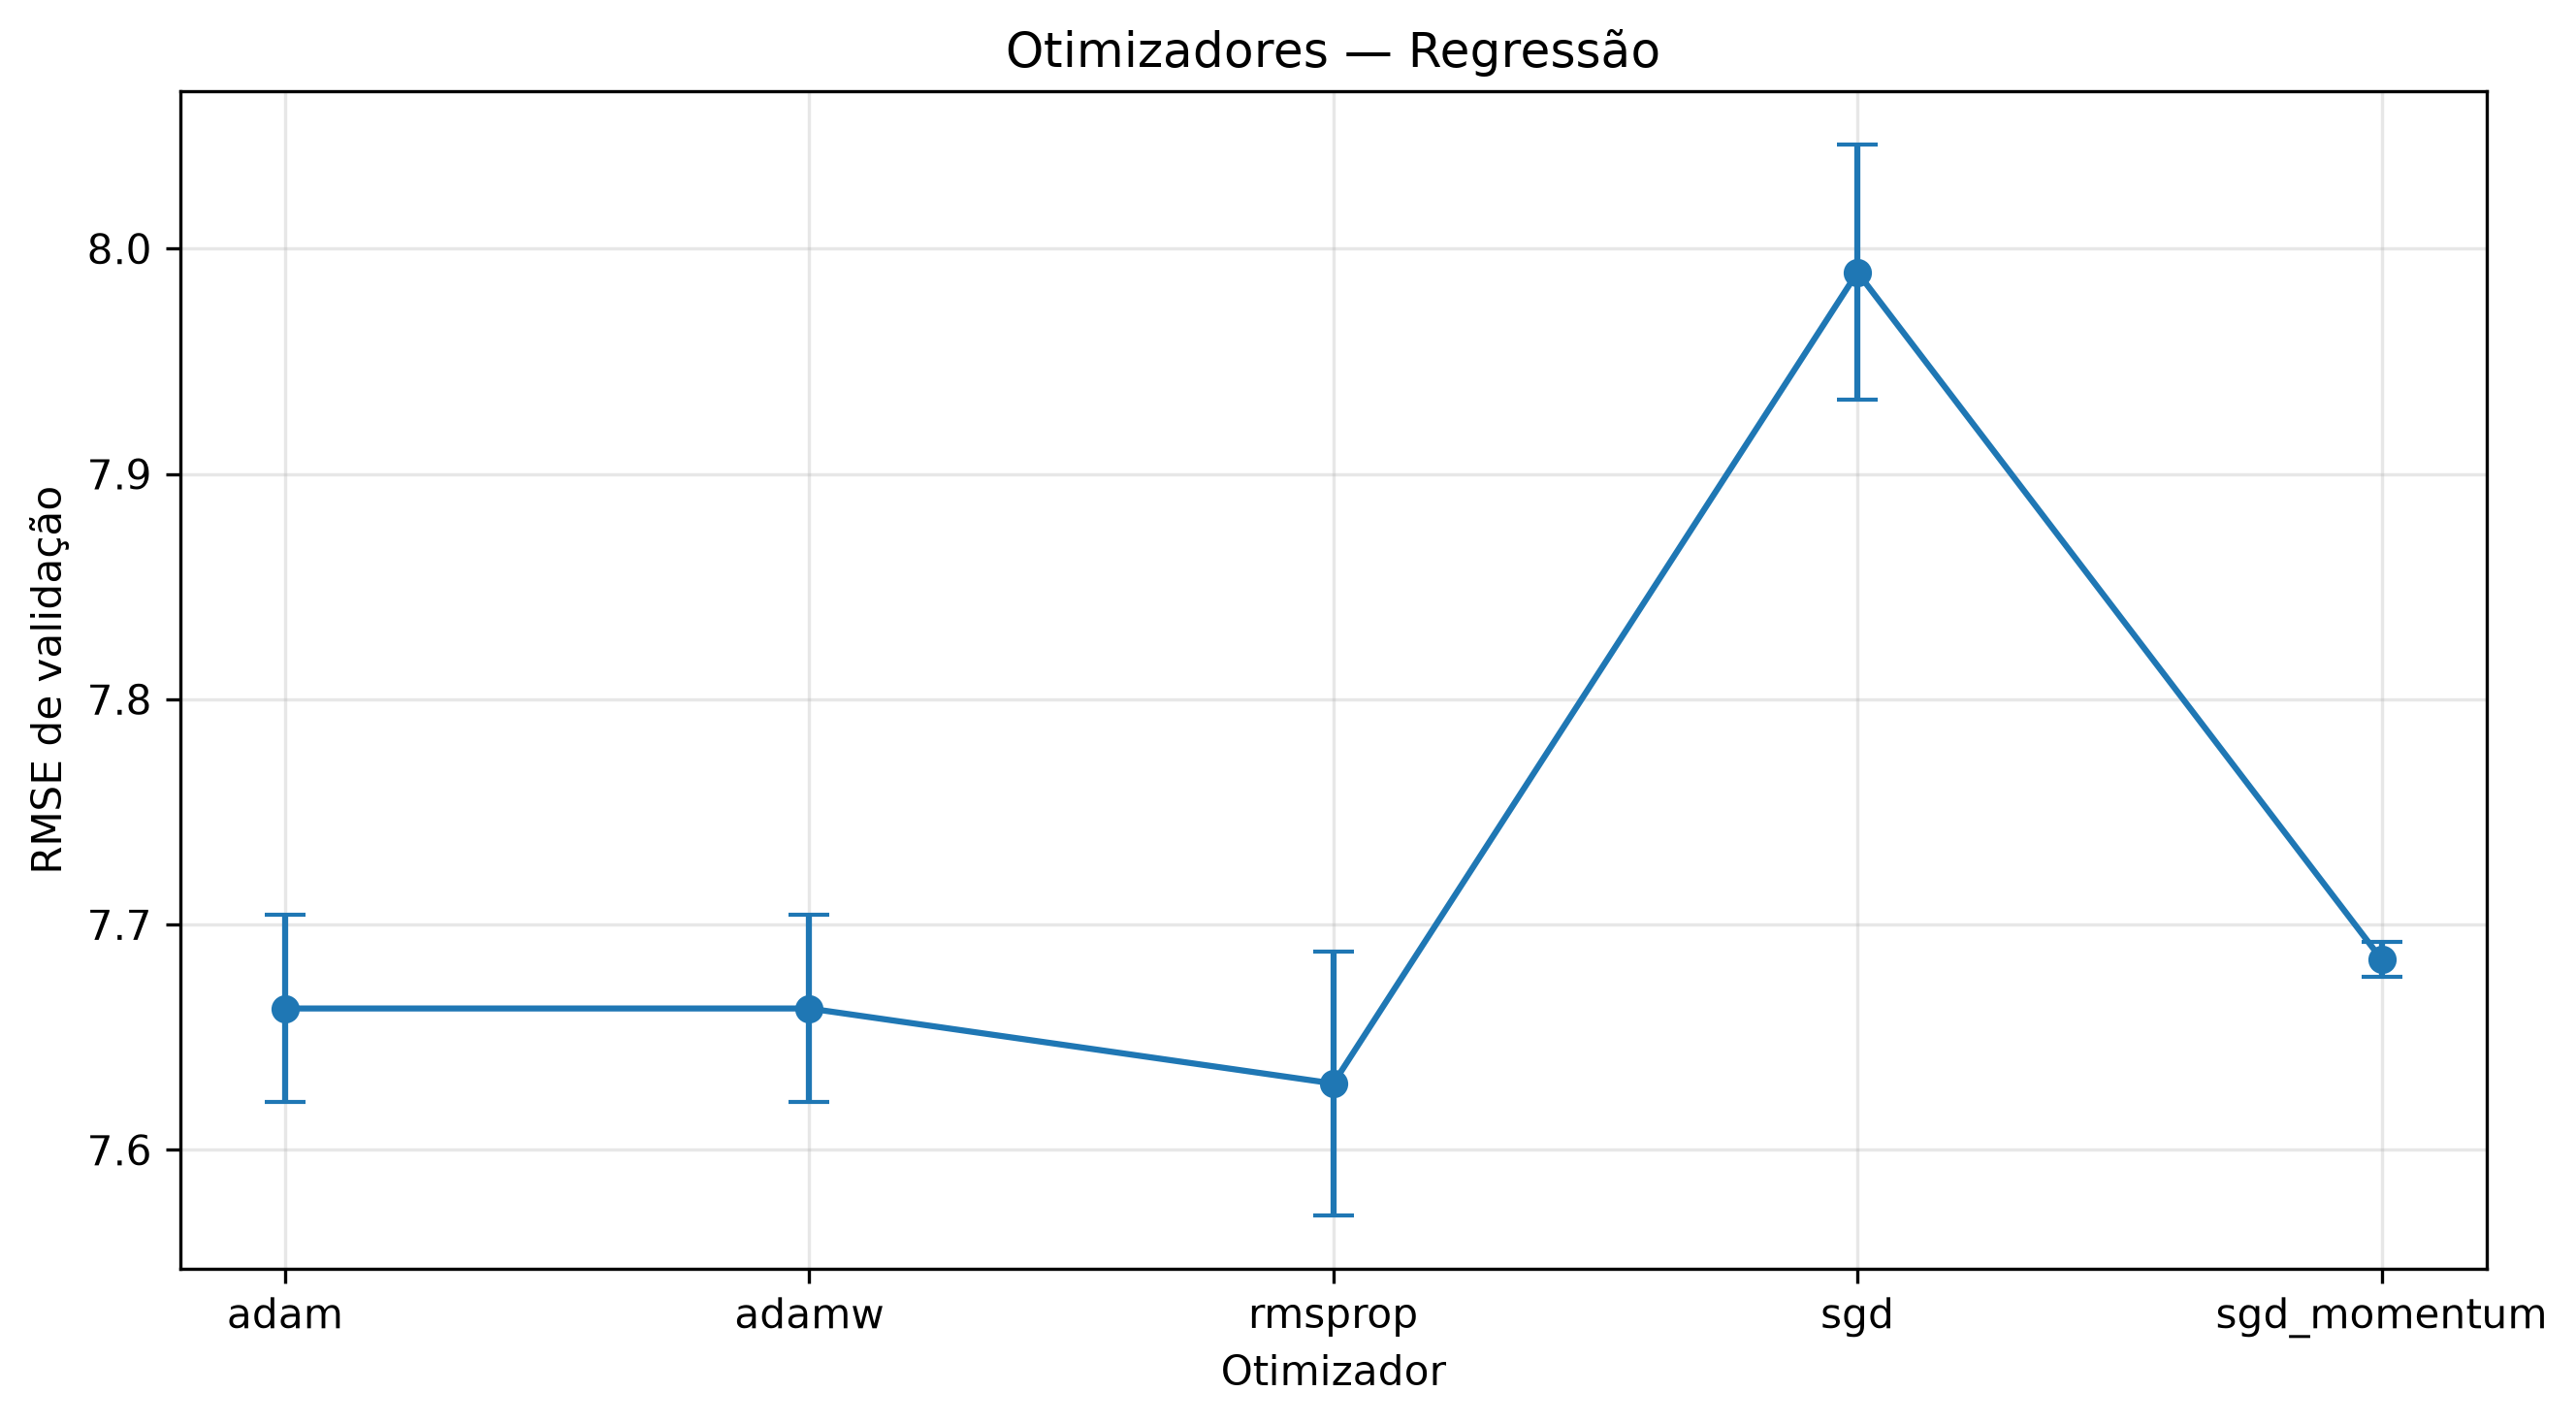 Otimizadores — Regressão
RMSE de validação
8.0
7.9
7.8
7.7
7.6
adam adamw rmsprop sgd sgd_momentum
Otimizador